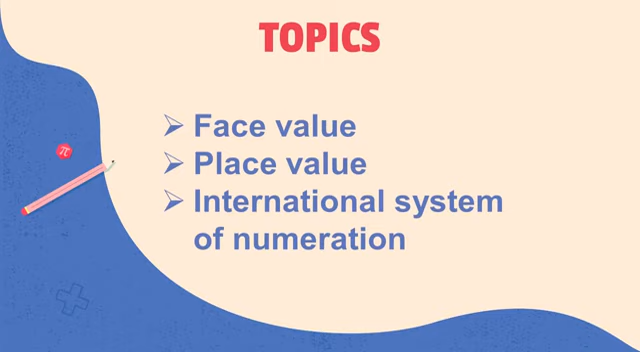 TOPICS
π
➢ Face value
➢ Place value
➢ International system
of numeration